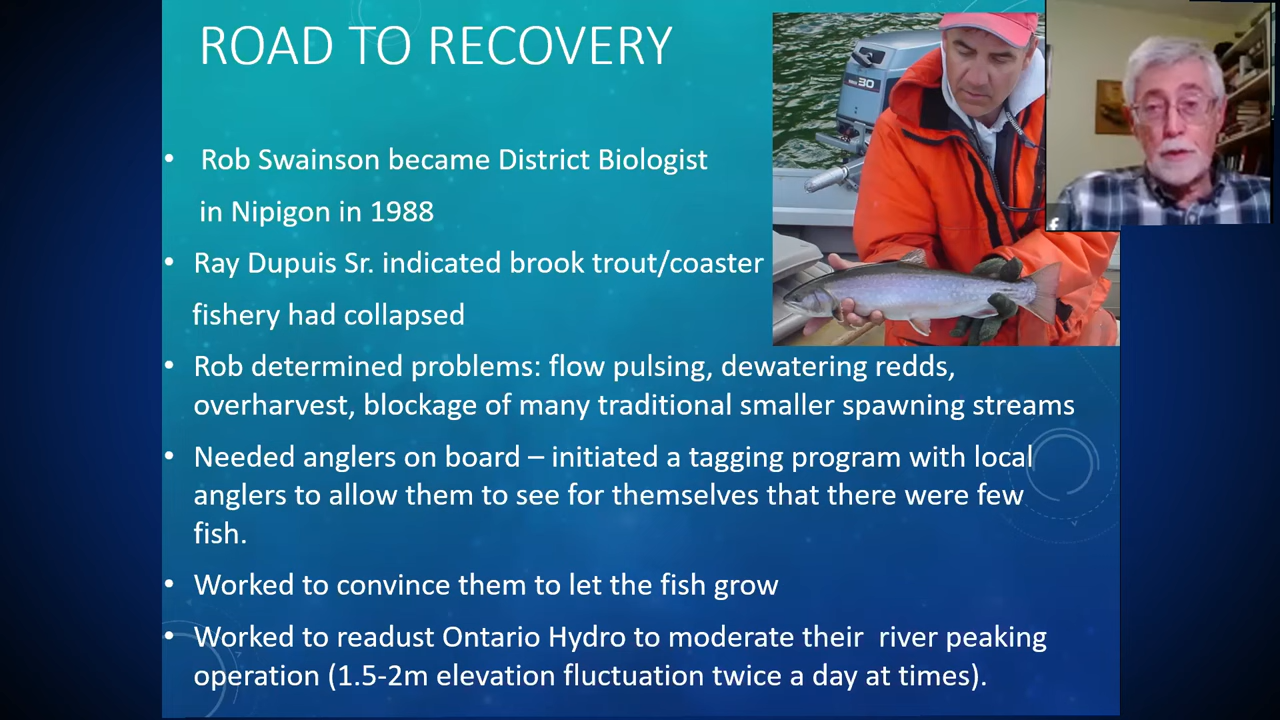 ROAD TO RECOVERY
• Rob Swainson became District Biologist
in Nipigon in 1988
• Ray Dupuis Sr. indicated brook trout/coaster
fishery had collapsed
• Rob determined problems: flow pulsing, dewatering redds,
overharvest, blockage of many traditional smaller spawning streams
• Needed anglers on board – initiated a tagging program with local
anglers to allow them to see for themselves that there were few
fish.
• Worked to convince them to let the fish grow
• Worked to readust Ontario Hydro to moderate their  river peaking
operation (1.5-2m elevation fluctuation twice a day at times).
30